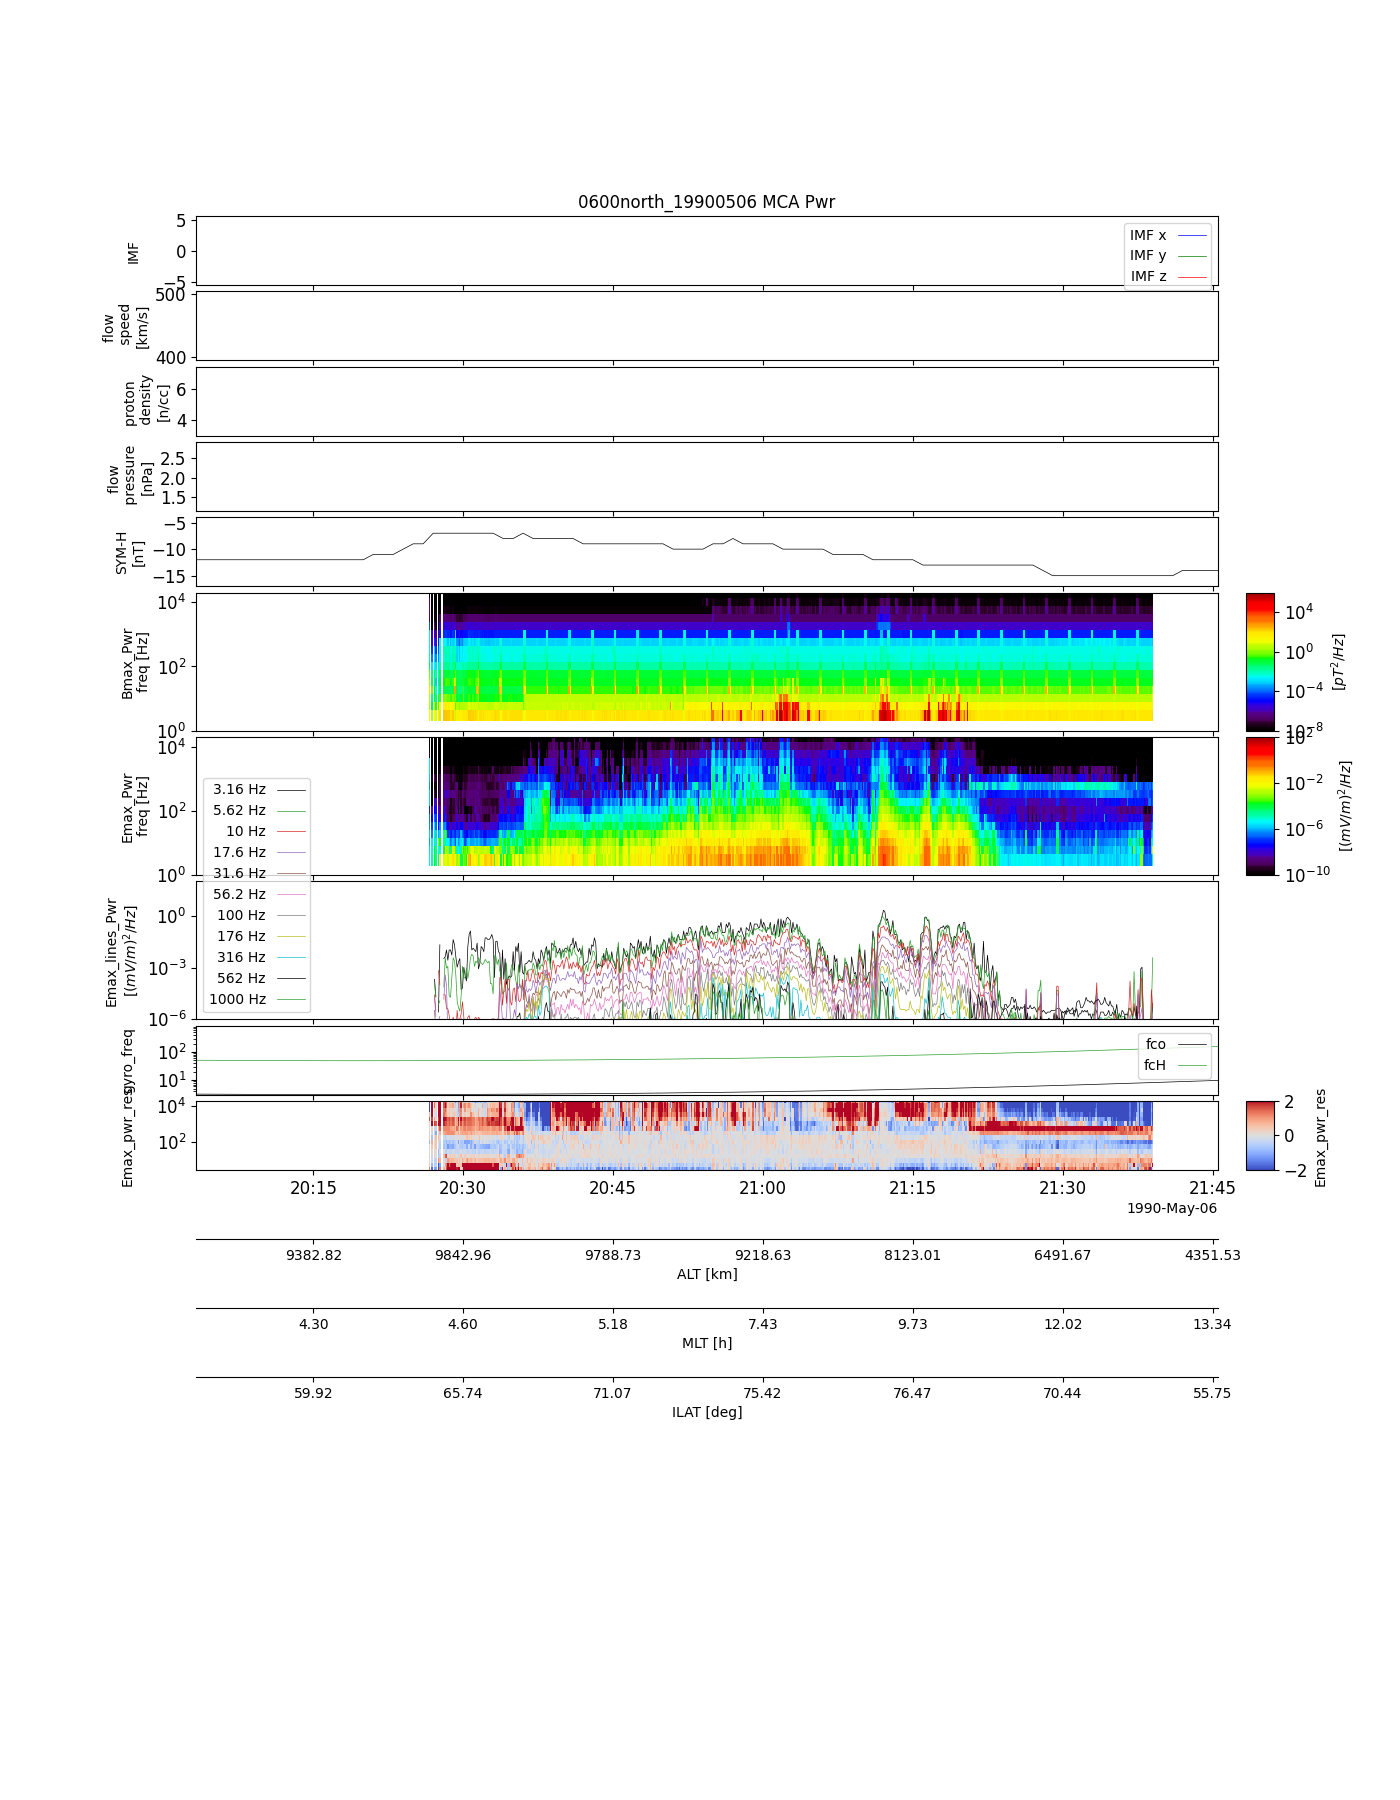 0600north_19900506 MCA Pwr
5
0
−5
IMF
IMF x
IMF y
IMF z
500
400
flow
speed
[km/s]
6
4
proton
density
[n/cc]
2.5
2.0
1.5
flow
pressure
[nPa]
−5
−10
−15
SYM-H
[nT]
10^4
10^2
10^0
Bmax_Pwr
freq [Hz]
10^4
10^0
10^−4
10^−8
[pT^2/Hz]
10^4
10^2
10^0
Emax_Pwr
freq [Hz]
10^2
10^−2
10^−6
10^−10
[(mV/m)^2/Hz]
3.16 Hz
5.62 Hz
10 Hz
17.6 Hz
31.6 Hz
56.2 Hz
100 Hz
176 Hz
316 Hz
562 Hz
1000 Hz
10^0
10^−3
10^−6
Emax_lines_Pwr
[(mV/m)^2/Hz]
10^2
10^1
gyro_freq
fco
fcH
10^4
10^2
Emax_pwr_res
2
0
−2
Emax_pwr_res
20:15 20:30 20:45 21:00 21:15 21:30 21:45
1990-May-06
9382.82 9842.96 9788.73 9218.63 8123.01 6491.67 4351.53
ALT [km]
4.30 4.60 5.18 7.43 9.73 12.02 13.34
MLT [h]
59.92 65.74 71.07 75.42 76.47 70.44 55.75
ILAT [deg]